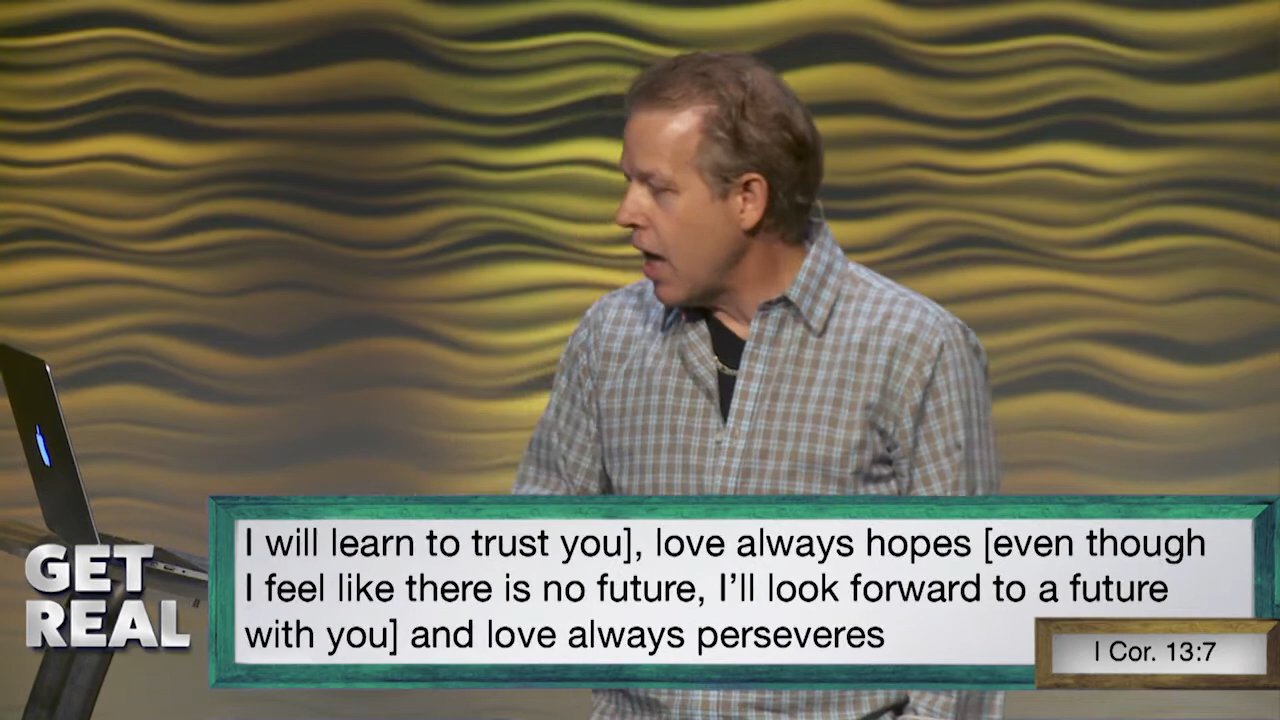 I will learn to trust you], love always hopes [even though
I feel like there is no future, I’ll look forward to a future
with you] and love always perseveres
I Cor. 13:7
GET
REAL